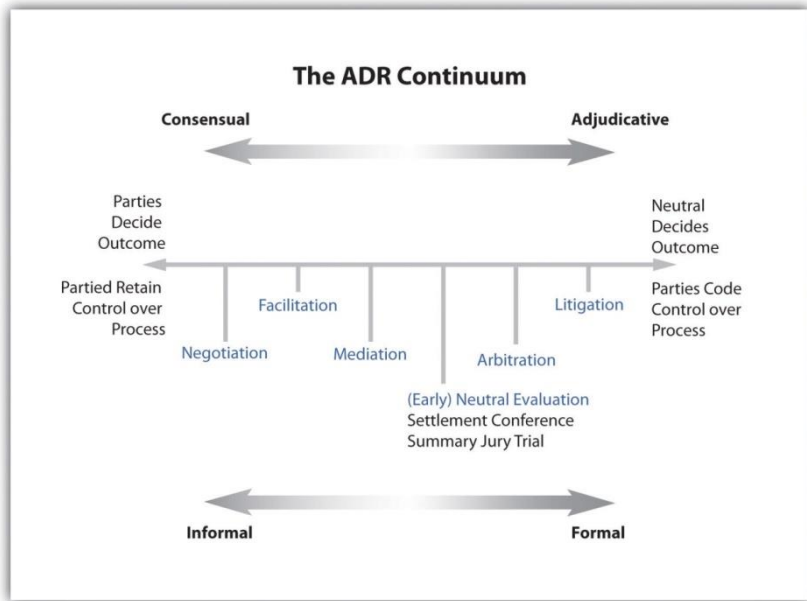 The ADR Continuum
Consensual
Adjudicative
Parties
Decide
Outcome
Neutral
Decides
Outcome
Partied Retain
Control over
Process
Parties Code
Control over
Process
Negotiation
Facilitation
Mediation
(Early) Neutral Evaluation
Settlement Conference
Summary Jury Trial
Arbitration
Litigation
Informal
Formal